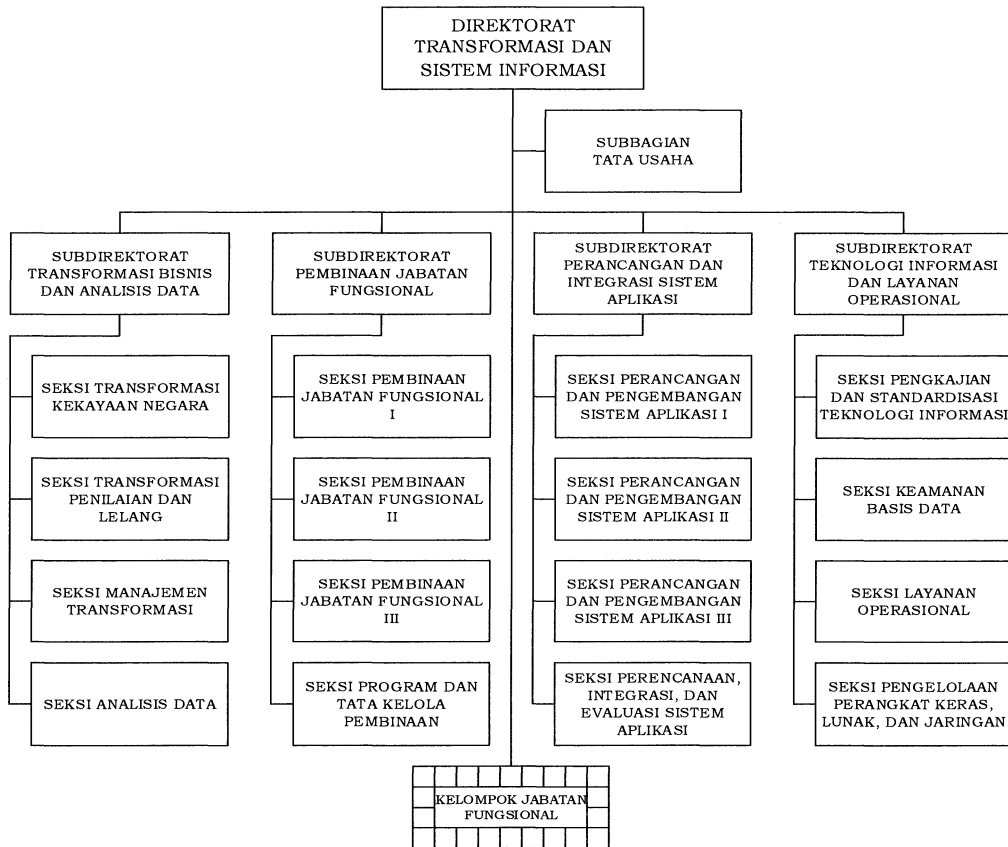 DIREKTORAT
TRANSFORMASI DAN
SISTEM INFORMASI
SUBBAGIAN
TATA USAHA
SUBDIREKTORAT
TRANSFORMASI BISNIS
DAN ANALISIS DATA
SUBDIREKTORAT
PEMBINAAN JABATAN
FUNGSIONAL
SUBDIREKTORAT
PERANCANGAN DAN
INTEGRASI SISTEM
APLIKASI
SUBDIREKTORAT
TEKNOLOGI INFORMASI
DAN LAYANAN
OPERASIONAL
SEKSI TRANSFORMASI
KEKAYAAN NEGARA
SEKSI PEMBINAAN
JABATAN FUNGSIONAL
I
SEKSI PERANCANGAN
DAN PENGEMBANGAN
SISTEM APLIKASI I
SEKSI PENGKAJIAN
DAN STANDARDISASI
TEKNOLOGI INFORMASI
SEKSI TRANSFORMASI
PENILAIAN DAN
LELANG
SEKSI PEMBINAAN
JABATAN FUNGSIONAL
II
SEKSI PERANCANGAN
DAN PENGEMBANGAN
SISTEM APLIKASI II
SEKSI KEAMANAN
BASIS DATA
SEKSI MANAJEMEN
TRANSFORMASI
SEKSI PEMBINAAN
JABATAN FUNGSIONAL
III
SEKSI PERANCANGAN
DAN PENGEMBANGAN
SISTEM APLIKASI III
SEKSI LAYANAN
OPERASIONAL
SEKSI ANALISIS DATA
SEKSI PROGRAM DAN
TATA KELOLA
PEMBINAAN
SEKSI PERENCANAAN,
INTEGRASI, DAN
EVALUASI SISTEM
APLIKASI
SEKSI PENGELOLAAN
PERANGKAT KERAS,
LUNAK, DAN JARINGAN
KELOMPOK JABATAN
FUNGSIONAL